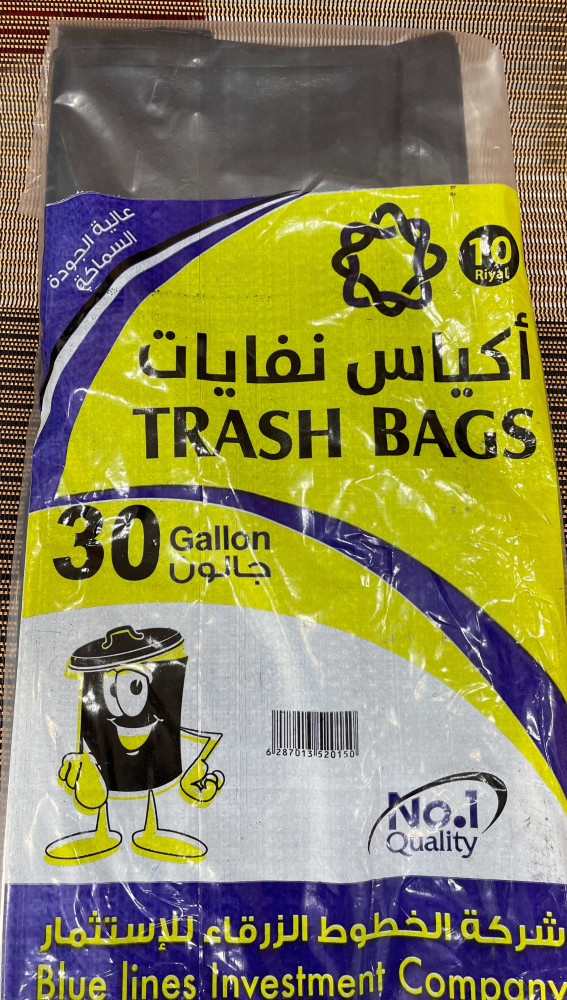 عالية الجودة
السماكة
10
Riyal
أكياس نفايات
TRASH BAGS
30
Gallon
جالون
6 287013 520150
No.1
Quality
شركة الخطوط الزرقاء للإستثمار
Blue lines Investment Company